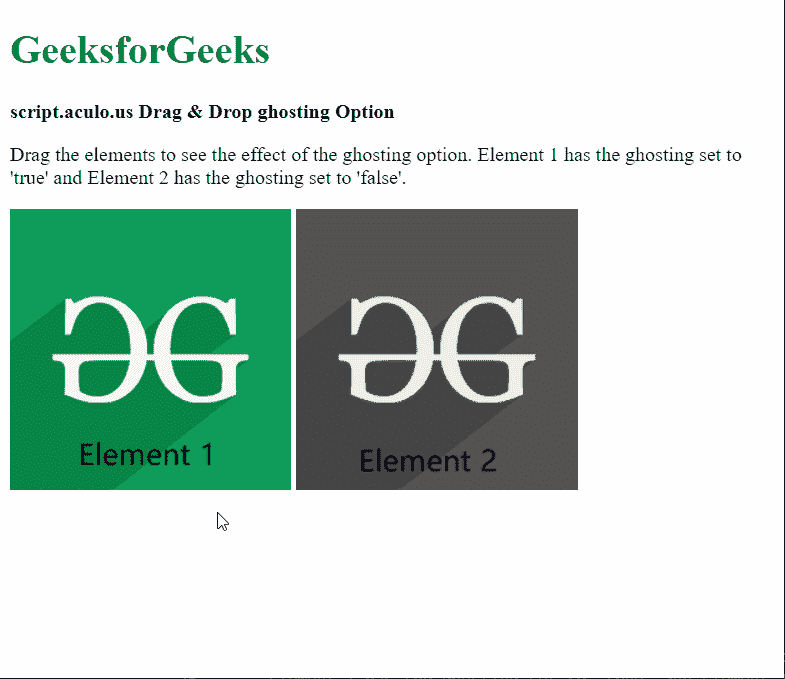 GeeksforGeeks
script.aculo.us Drag & Drop ghosting Option
Drag the elements to see the effect of the ghosting option. Element 1 has the ghosting set to
'true' and Element 2 has the ghosting set to 'false'.
Element 1
Element 2